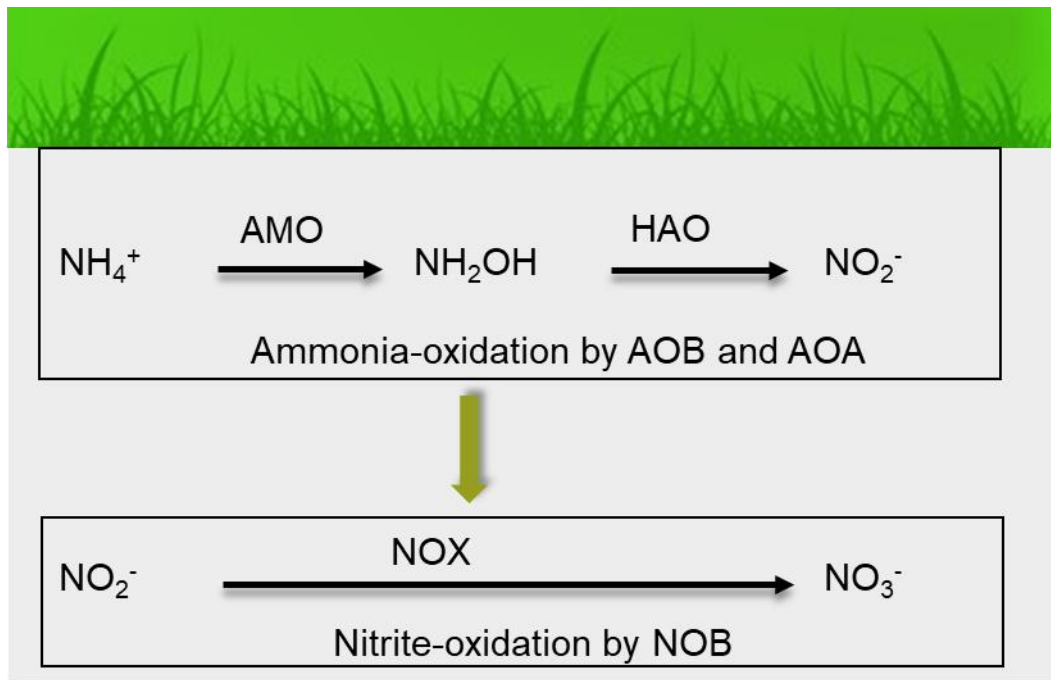 AMO HAO
NH₄⁺ NH₂OH NO₂⁻
Ammonia-oxidation by AOB and AOA
NOX
NO₂⁻ NO₃⁻
Nitrite-oxidation by NOB